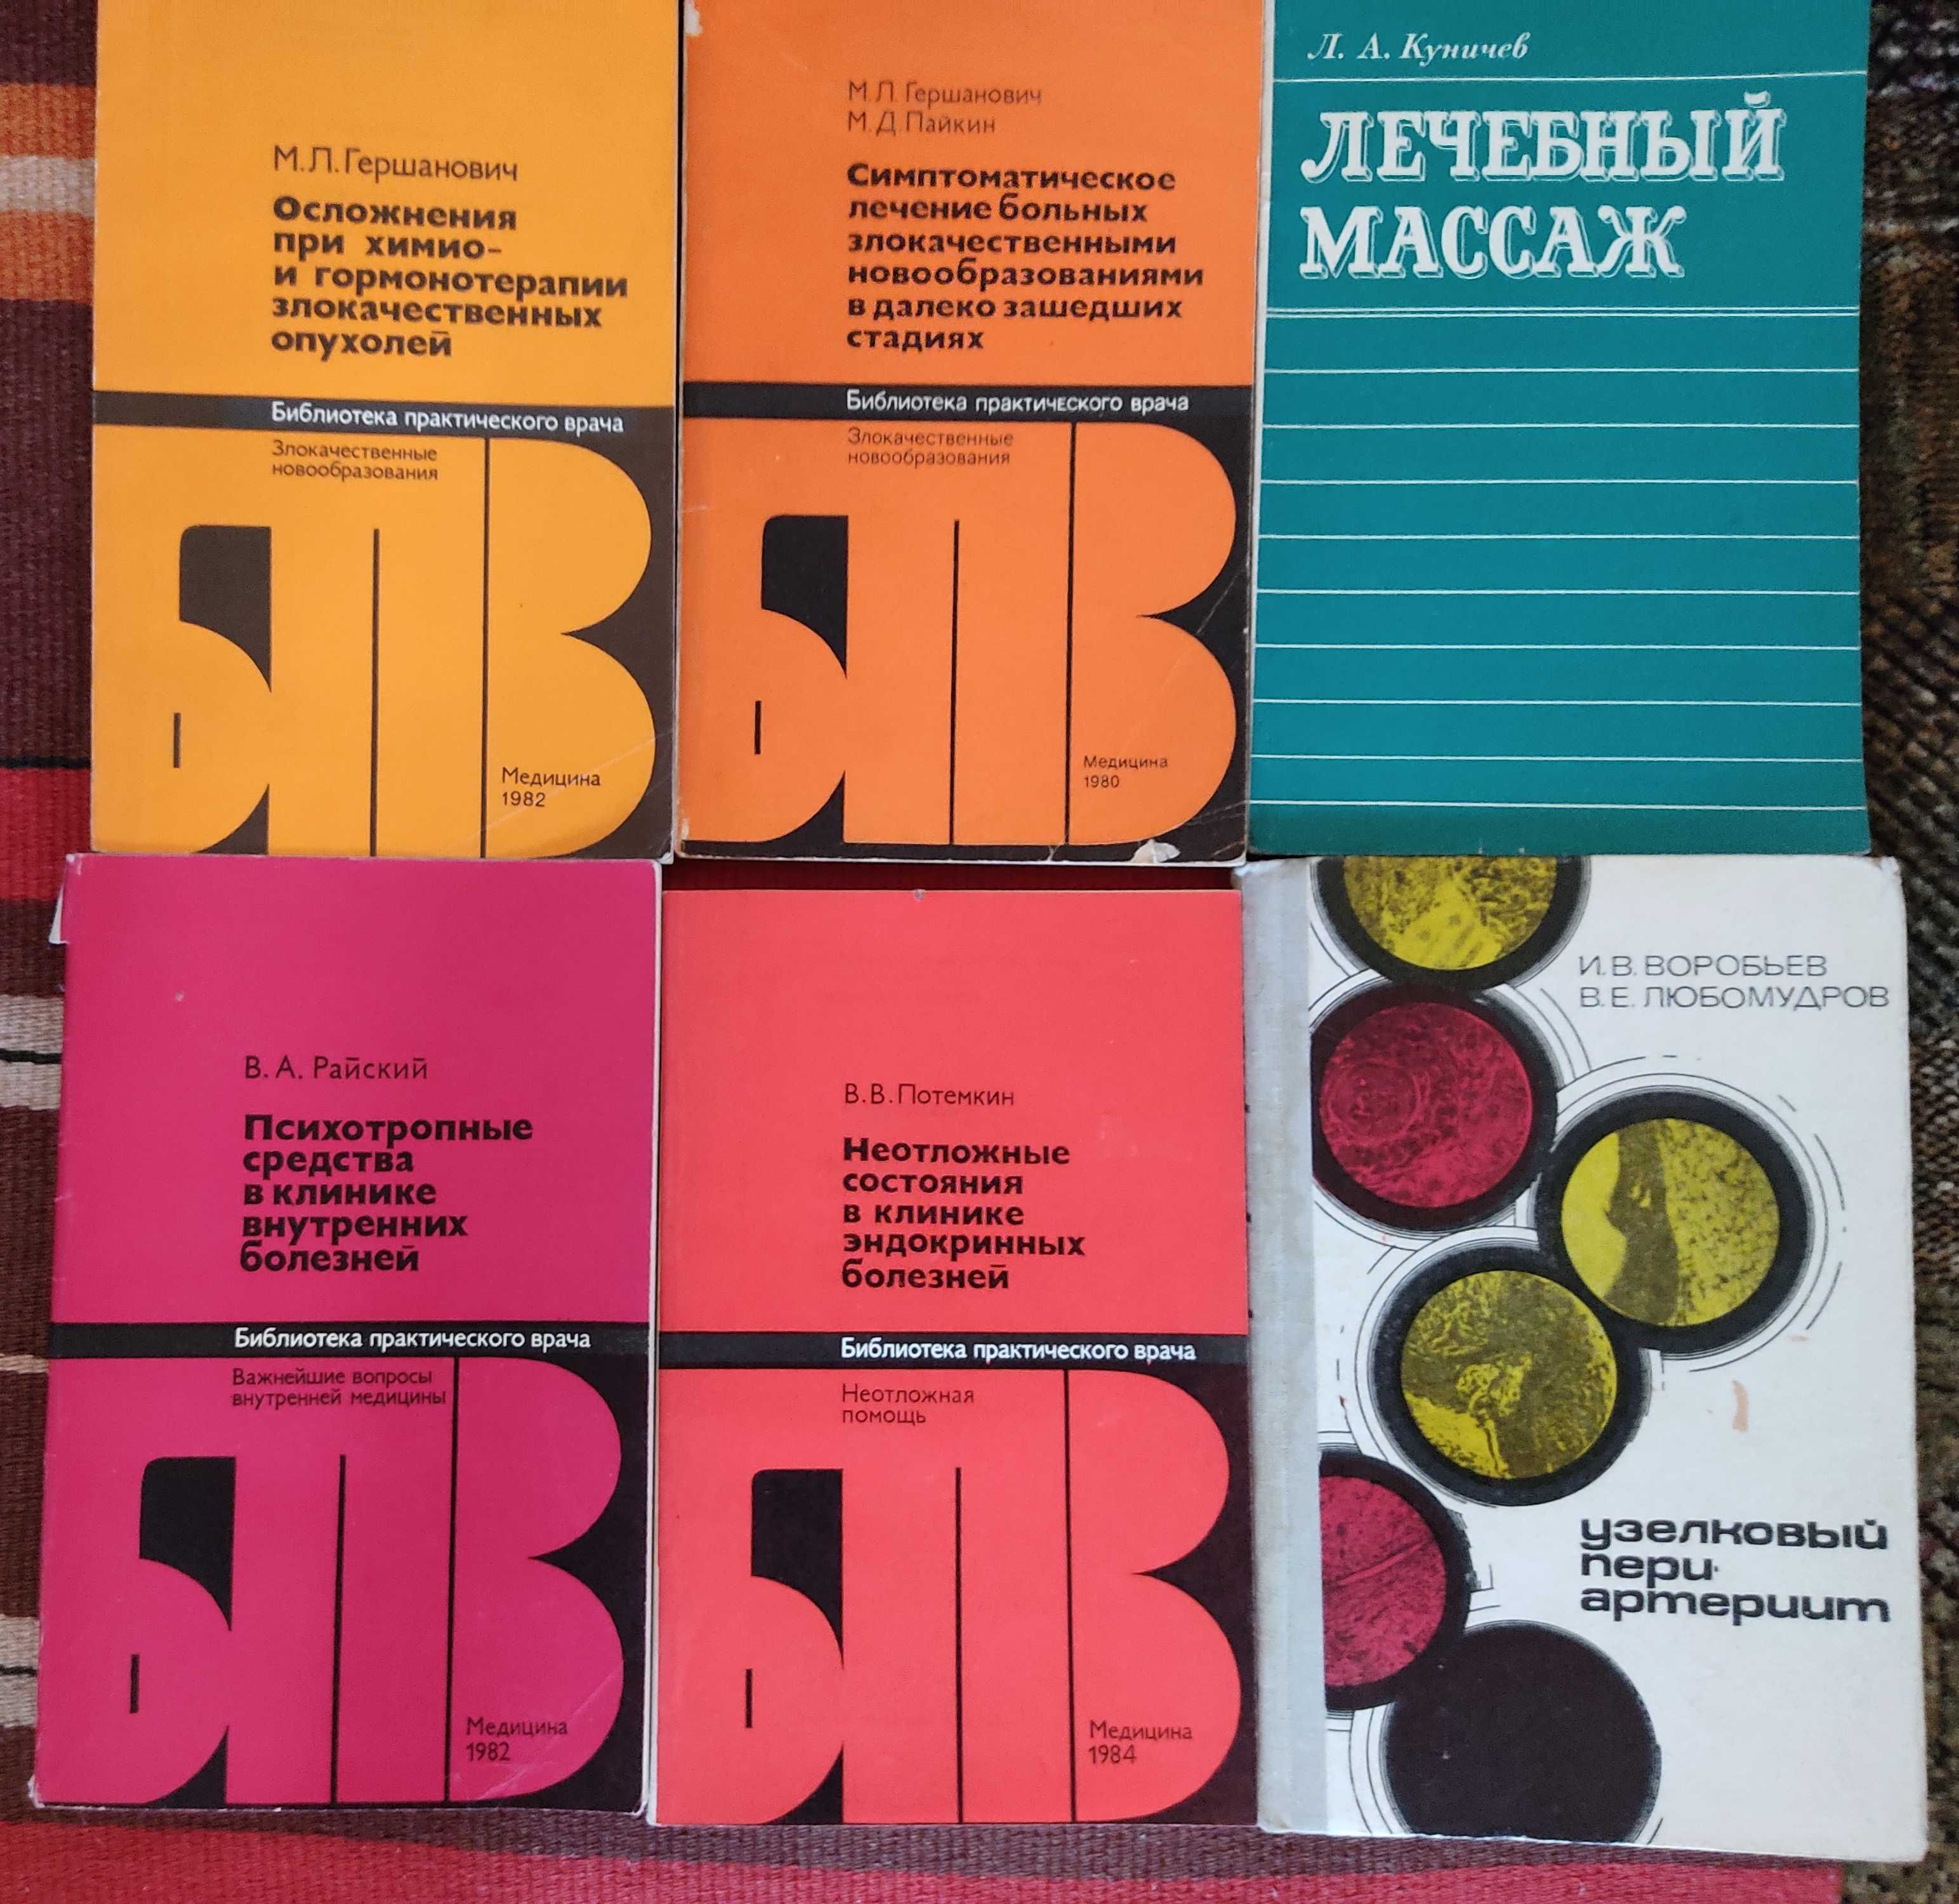 М.Л.Гершанович
Осложнения
при химио-
и гормонотерапии
злокачественных
опухолей
Библиотека практического врача
Злокачественные
новообразования
БПВ
Медицина
1982
М.Л.Гершанович
М.Д.Пайкин
Симптоматическое
лечение больных
злокачественными
новообразованиями
в далеко зашедших
стадиях
Библиотека практического врача
Злокачественные
новообразования
БПВ
Медицина
1980
Л. А. Куничев
ЛЕЧЕБНЫЙ
МАССАЖ
В.А.Райский
Психотропные
средства
в клинике
внутренних
болезней
Библиотека практического врача
Важнейшие вопросы
внутренней медицины
БПВ
Медицина
1982
В.В.Потемкин
Неотложные
состояния
в клинике
эндокринных
болезней
Библиотека практического врача
Неотложная
помощь
БПВ
Медицина
1984
И.В.ВОРОБЬЕВ
В.Е.ЛЮБОМУДРОВ
узелковый
пери-
артериит